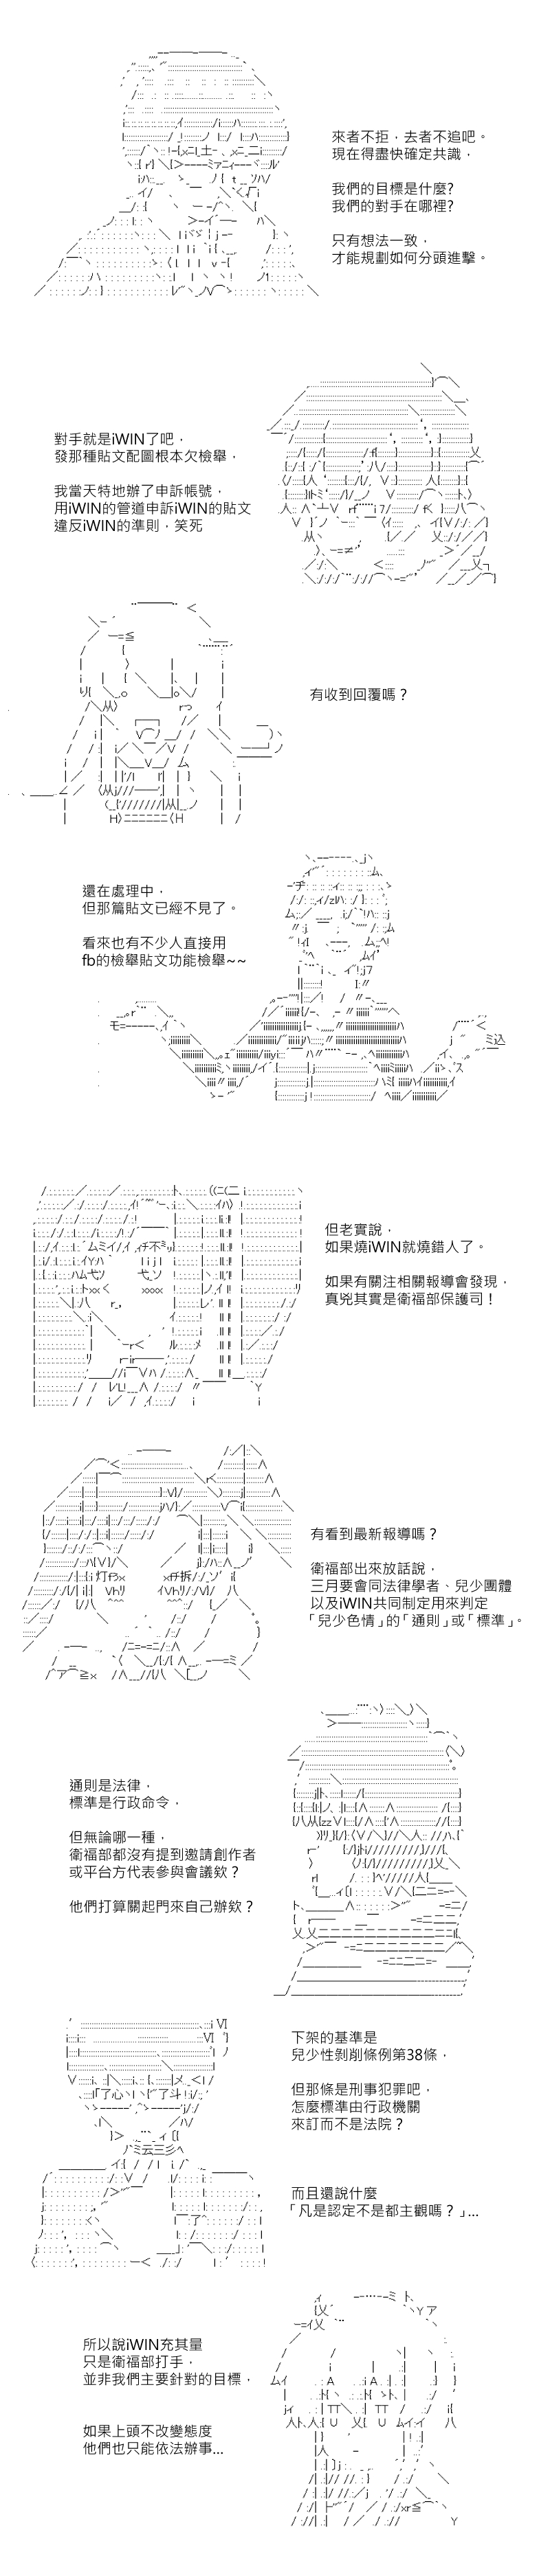 來者不拒，去者不追吧。
現在得盡快確定共識，
我們的目標是什麼?
我們的對手在哪裡?
只有想法一致，
才能規劃如何分頭進擊。
對手就是iWIN了吧，
發那種貼文配圖根本欠檢舉，
我當天特地辦了申訴帳號，
用iWIN的管道申訴iWIN的貼文
違反iWIN的準則，笑死
有收到回覆嗎？
還在處理中，
但那篇貼文已經不見了。
看來也有不少人直接用
fb的檢舉貼文功能檢舉~~
但老實說，
如果燒iWIN就燒錯人了。
如果有關注相關報導會發現，
真兇其實是衛福部保護司！
有看到最新報導嗎？
衛福部出來放話說，
三月要會同法律學者、兒少團體
以及iWIN共同制定用來判定
「兒少色情」的「通則」或「標準」。
通則是法律，
標準是行政命令，
但無論哪一種，
衛福部都沒有提到邀請創作者
或平台方代表參與會議欸？
他們打算關起門來自己辦欸？
下架的基準是
兒少性剝削條例第38條，
但那條是刑事犯罪吧，
怎麼標準由行政機關
來訂而不是法院？
而且還說什麼
「凡是認定不是都主觀嗎？」...
所以說iWIN充其量
只是衛福部打手，
並非我們主要針對的目標，
如果上頭不改變態度
他們也只能依法辦事...